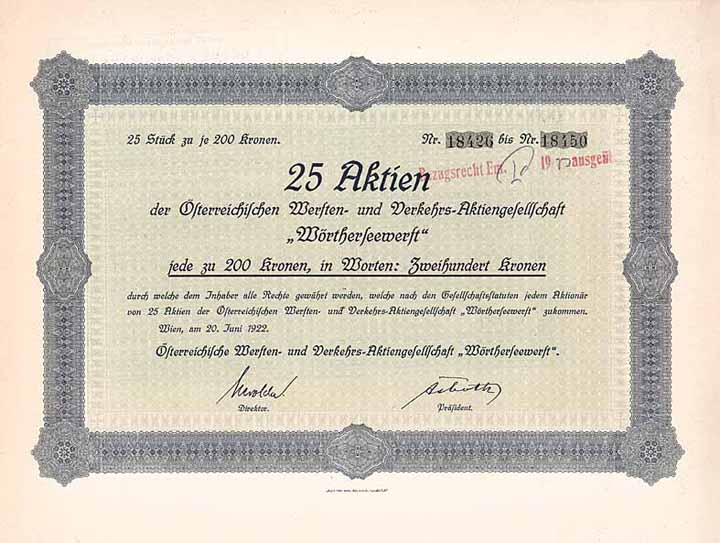 25 Stück zu je 200 Kronen. Nr. 18426 bis Nr. 18450
Bezugsrecht Em. 19 ausgeübt
25 Aktien
der Österreichischen Werften- und Verkehrs-Aktiengesellschaft
„Wörtherseewerft“
jede zu 200 Kronen, in Worten: Zweihundert Kronen
durch welche dem Inhaber alle Rechte gewährt werden, welche nach den Gesellschaftsstatuten jedem Aktionär
von 25 Aktien der Österreichischen Werften- und Verkehrs-Aktiengesellschaft „Wörtherseewerft“ zukommen.
Wien, am 20. Juni 1922.
Österreichische Werften- und Verkehrs-Aktiengesellschaft „Wörtherseewerft“.
Direktor. Präsident.